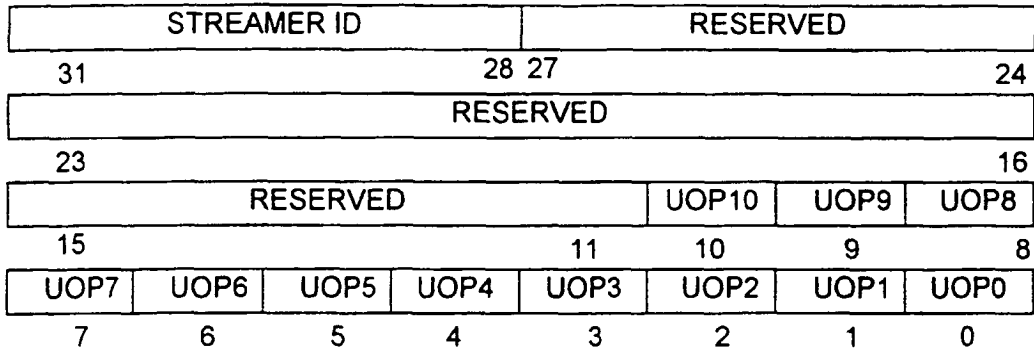 STREAMER ID RESERVED
31 28 27 24
RESERVED
23 16
RESERVED UOP10 UOP9 UOP8
15 11 10 9 8
UOP7 UOP6 UOP5 UOP4 UOP3 UOP2 UOP1 UOP0
7 6 5 4 3 2 1 0